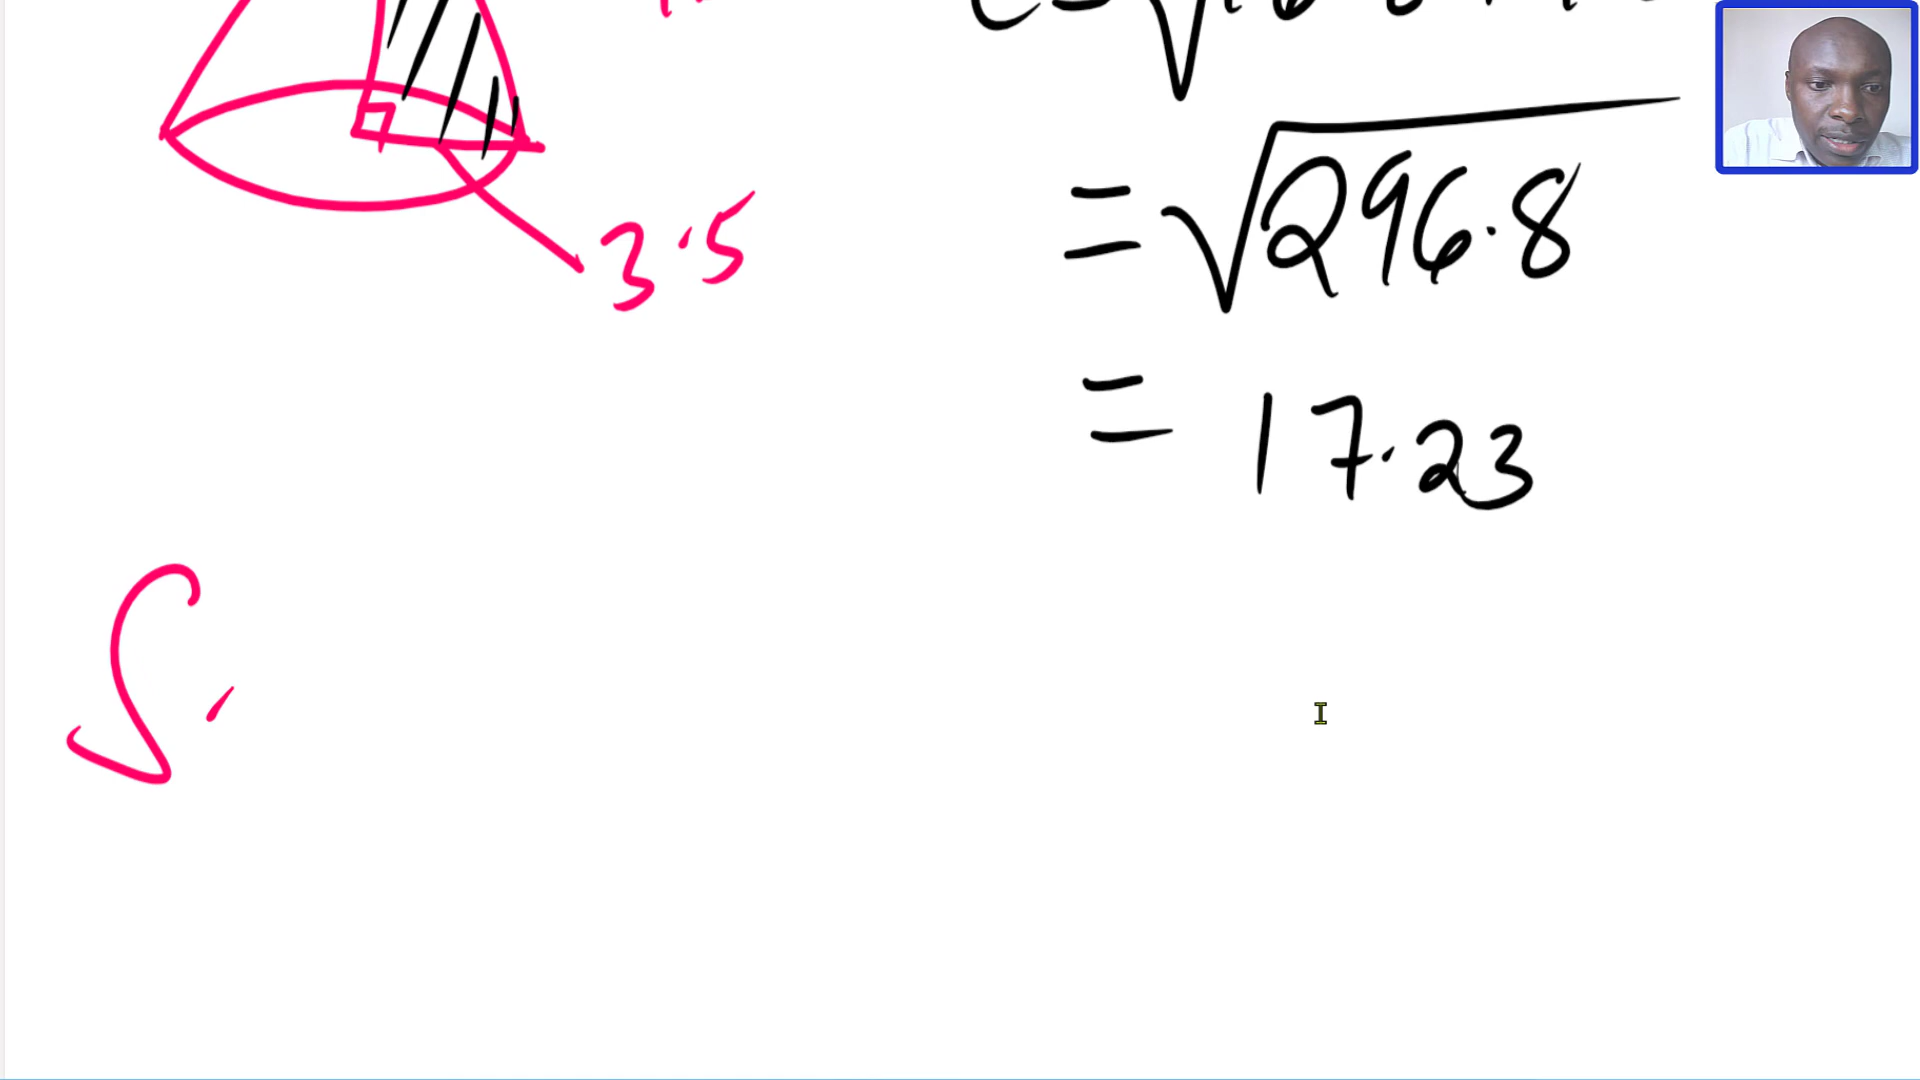 3.5
= √296.8
= 17.23
S.